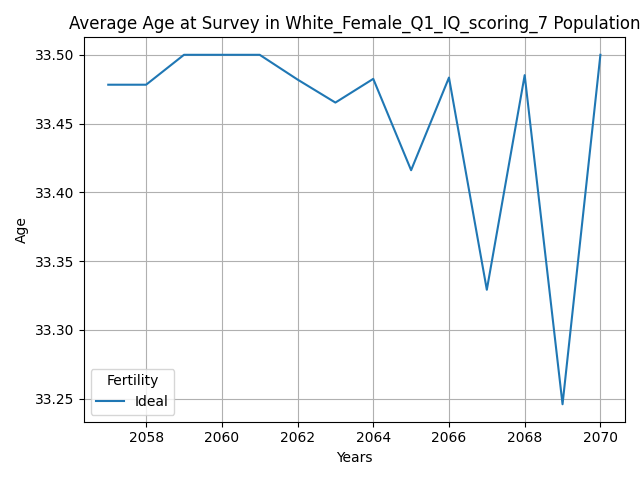 Average Age at Survey in White_Female_Q1_IQ_scoring_7 Population
33.50
33.45
33.40
33.35
33.30
33.25
Age
Fertility
Ideal
2058 2060 2062 2064 2066 2068 2070
Years